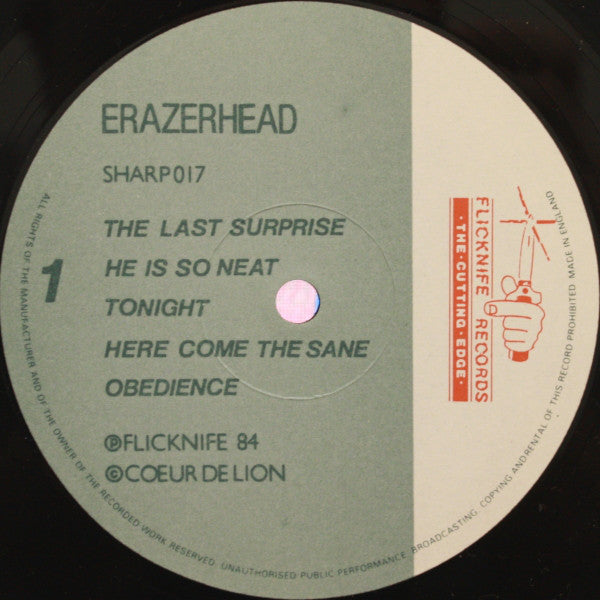 ERAZERHEAD
SHARP017
THE LAST SURPRISE
HE IS SO NEAT
TONIGHT
HERE COME THE SANE
OBEDIENCE
1
℗FLICKNIFE 84
©COEUR DE LION
FLICKNIFE RECORDS
·THE·CUTTING·EDGE·
ALL RIGHTS OF THE MANUFACTURER AND OF THE OWNER OF THE RECORDED WORK RESERVED. UNAUTHORISED PUBLIC PERFORMANCE, BROADCASTING, COPYING AND RENTAL OF THIS RECORD PROHIBITED. MADE IN ENGLAND